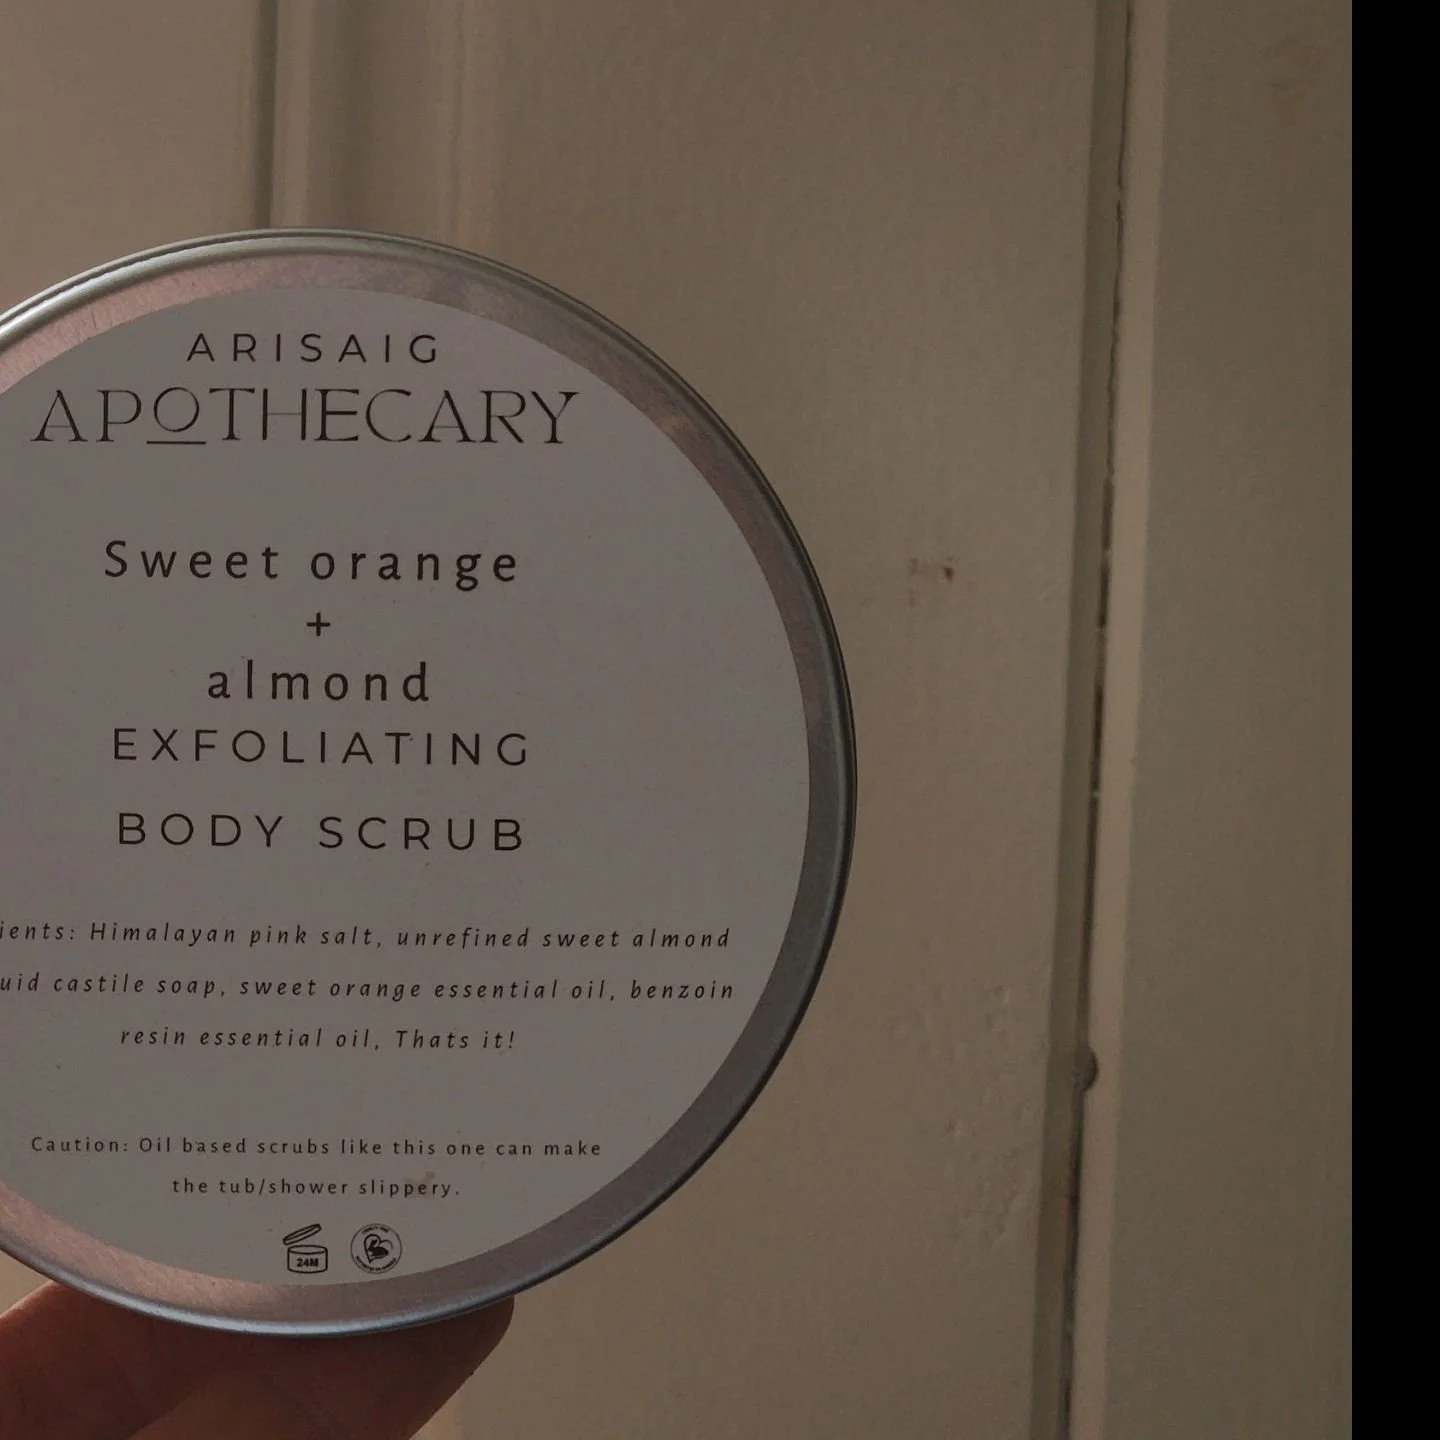 ARISAIG
APOTHECARY
Sweet orange
+
almond
EXFOLIATING
BODY SCRUB
Himalayan pink salt, unrefined sweet almond
castile soap, sweet orange essential oil, benzoin
resin essential oil, Thats it!
Caution: Oil based scrubs like this one can make
the tub/shower slippery.
24M